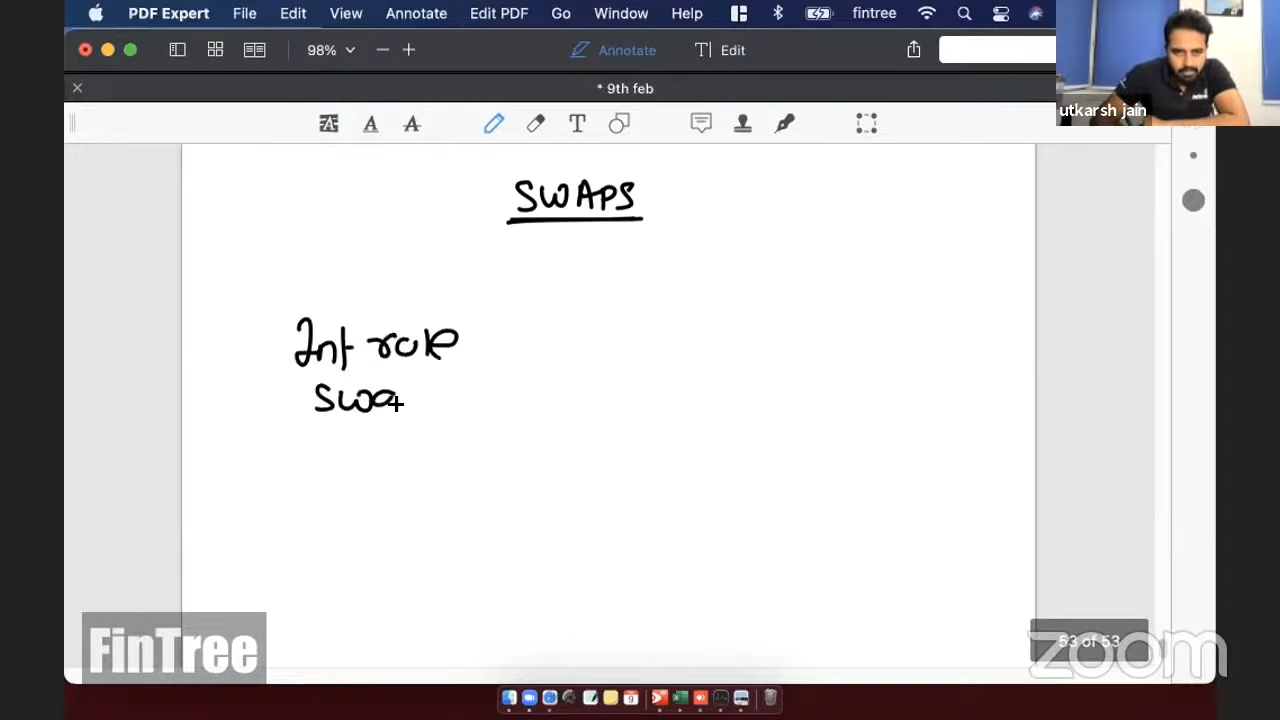 PDF Expert File Edit View Annotate Edit PDF Go Window Help fintree
98% Annotate T| Edit
* 9th feb
utkarsh jain
SWAPS
Int rate
swa
FinTree
53 of 53
zoom